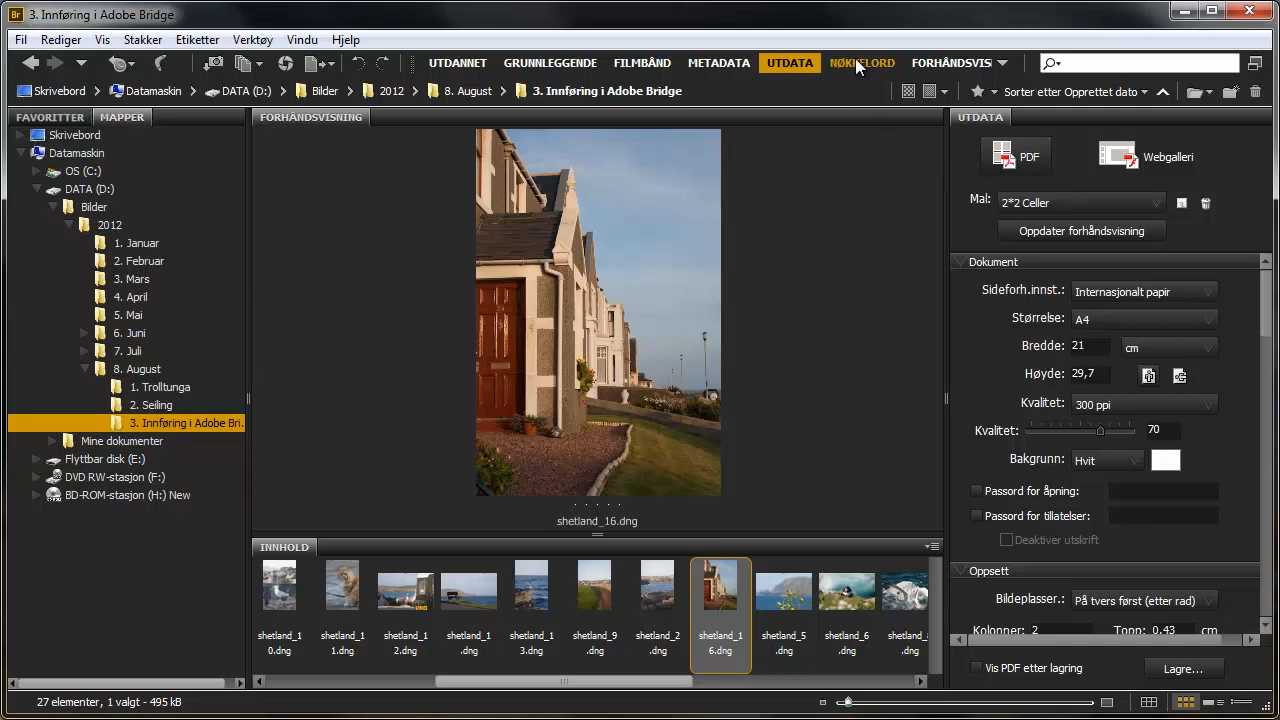 Br 3. Innføring i Adobe Bridge
Fil Rediger Vis Stakker Etiketter Verktøy Vindu Hjelp
UTDANNET GRUNNLEGGENDE FILMBÅND METADATA UTDATA NØKKELORD FORHÅNDSVIS
Skrivebord Datamaskin DATA (D:) Bilder 2012 8. August 3. Innføring i Adobe Bridge Sorter etter Opprettet dato
FAVORITTER MAPPER
Skrivebord
Datamaskin
OS (C:)
DATA (D:)
Bilder
2012
1. Januar
2. Februar
3. Mars
4. April
5. Mai
6. Juni
7. Juli
8. August
1. Trolltunga
2. Seiling
3. Innføring i Adobe Bri.
Mine dokumenter
Flyttbar disk (E:)
DVD RW-stasjon (F:)
BD-ROM-stasjon (H:) New
FORHÅNDSVISNING
shetland_16.dng
INNHOLD
shetland_1
0.dng
shetland_1
1.dng
shetland_1
2.dng
shetland_1
.dng
shetland_1
3.dng
shetland_9
.dng
shetland_2
.dng
shetland_1
6.dng
shetland_5
.dng
shetland_6
.dng
shetland_
.dng
UTDATA
PDF Webgalleri
Mal: 2*2 Celler
Oppdater forhåndsvisning
Dokument
Sideforh.innst.: Internasjonalt papir
Størrelse: A4
Bredde: 21 cm
Høyde: 29,7
Kvalitet: 300 ppi
Kvalitet: 70
Bakgrunn: Hvit
Passord for åpning:
Passord for tillatelser:
Deaktiver utskrift
Oppsett
Bildeplasser.: På tvers først (etter rad)
Kolonner: 2 Topp: 0,43 cm
Vis PDF etter lagring Lagre...
27 elementer, 1 valgt - 495 kB